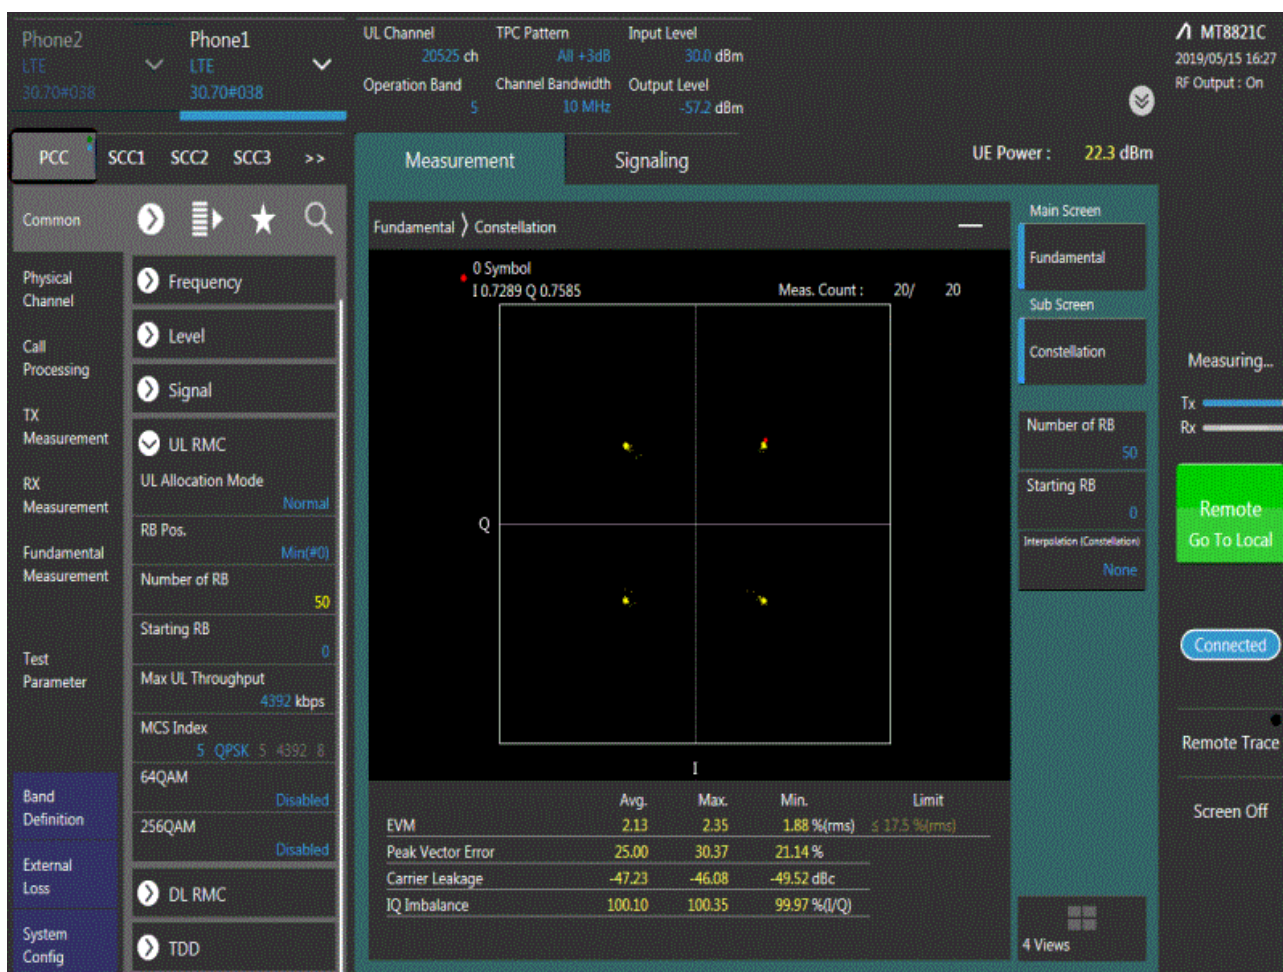 Phone2
LTE
30.70#038
Phone1
LTE
30.70#038
UL Channel
20525 ch
TPC Pattern
All +3dB
Input Level
30.0 dBm
Operation Band
5
Channel Bandwidth
10 MHz
Output Level
-57.2 dBm
MT8821C
2019/05/15 16:27
RF Output : On
PCC SCC1 SCC2 SCC3 >>
Measurement Signaling
UE Power : 22.3 dBm
Common
Physical
Channel
Call
Processing
TX
Measurement
RX
Measurement
Fundamental
Measurement
Test
Parameter
Band
Definition
External
Loss
System
Config
Frequency
Level
Signal
UL RMC
UL Allocation Mode
Normal
RB Pos.
Min(#0)
Number of RB
50
Starting RB
0
Max UL Throughput
4392 kbps
MCS Index
5 QPSK 5 4392 8
64QAM
Disabled
256QAM
Disabled
DL RMC
TDD
Fundamental ⟩ Constellation
0 Symbol
I 0.7289 Q 0.7585
Meas. Count : 20/ 20
Q
I
Avg. Max. Min. Limit
EVM 2.13 2.35 1.88 %(rms) ≤ 17.5 %(rms)
Peak Vector Error 25.00 30.37 21.14 %
Carrier Leakage -47.23 -46.08 -49.52 dBc
IQ Imbalance 100.10 100.35 99.97 %(I/Q)
Main Screen
Fundamental
Sub Screen
Constellation
Number of RB
50
Starting RB
0
Interpolation (Constellation)
None
4 Views
Measuring...
Tx
Rx
Remote
Go To Local
Connected
Remote Trace
Screen Off